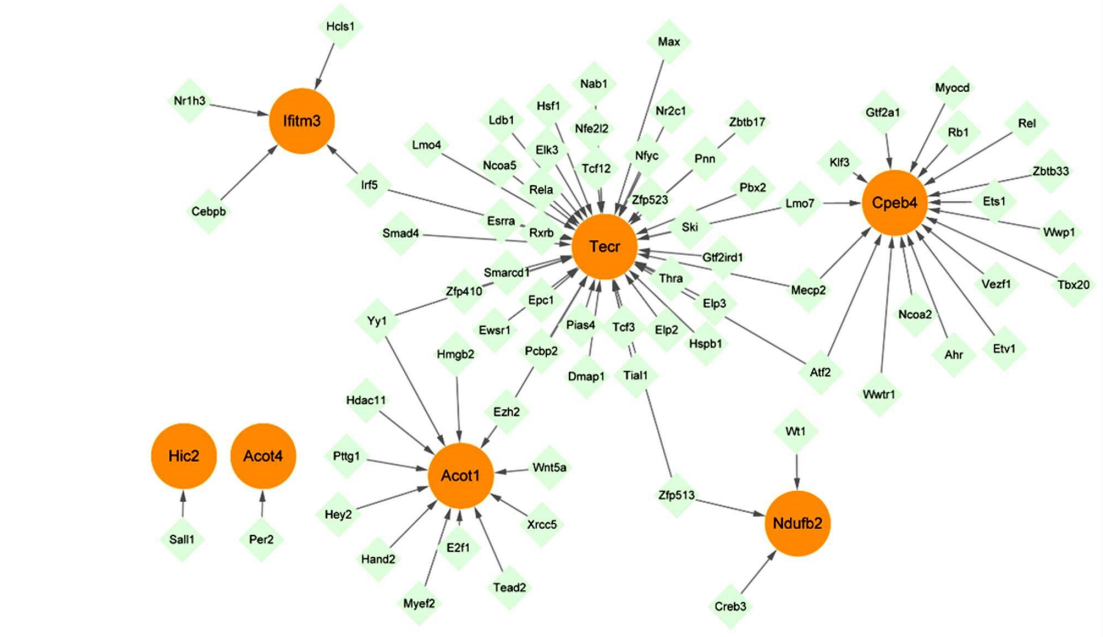 Hcls1
Max
Nab1
Myocd
Nr1h3
Hsf1
Nr2c1
Gtf2a1
Ifitm3
Ldb1
Nfe2l2
Zbtb17
Rb1
Rel
Lmo4
Elk3
Nfyc
Pnn
Klf3
Ncoa5
Tcf12
Zbtb33
Irf5
Rela
Zfp523
Pbx2
Lmo7
Cpeb4
Ets1
Cebpb
Esrra
Ski
Smad4
Rxrb
Tecr
Wwp1
Gtf2ird1
Smarcd1
Thra
Mecp2
Vezf1
Tbx20
Zfp410
Epc1
Elp3
Yy1
Ewsr1
Pias4
Tcf3
Elp2
Ncoa2
Hspb1
Hmgb2
Pcbp2
Ahr
Etv1
Dmap1
Tial1
Atf2
Wwtr1
Hdac11
Ezh2
Wt1
Hic2
Acot4
Pttg1
Acot1
Wnt5a
Zfp513
Hey2
Xrcc5
Ndufb2
Sall1
Per2
Hand2
E2f1
Tead2
Myef2
Creb3